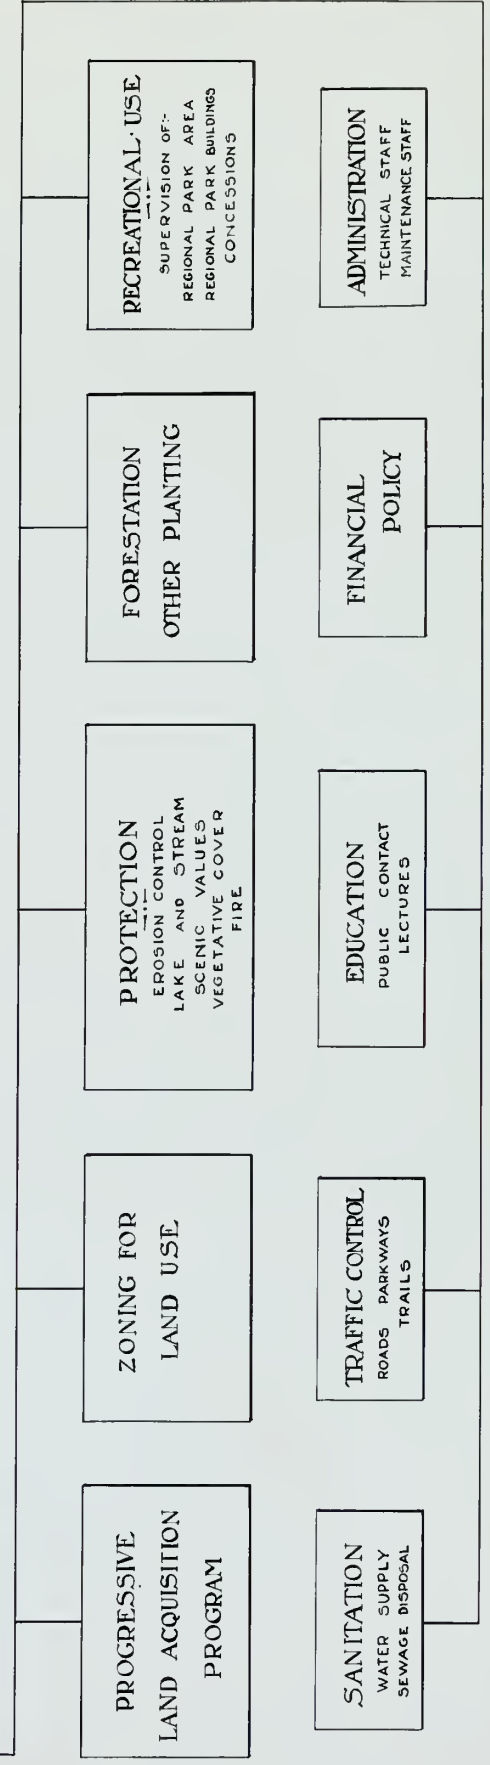 PROGRESSIVE
LAND ACQUISITION
PROGRAM
ZONING FOR
LAND USE
PROTECTION
EROSION CONTROL
LAKE AND STREAM
SCENIC VALUES
VEGETATIVE COVER
FIRE
FORESTATION
OTHER PLANTING
RECREATIONAL·USE
SUPERVISION OF:-
REGIONAL PARK AREA
REGIONAL PARK BUILDINGS
CONCESSIONS
SANITATION
WATER SUPPLY
SEWAGE DISPOSAL
TRAFFIC CONTROL
ROADS PARKWAYS
TRAILS
EDUCATION
PUBLIC CONTACT
LECTURES
FINANCIAL
POLICY
ADMINISTRATION
TECHNICAL STAFF
MAINTENANCE STAFF